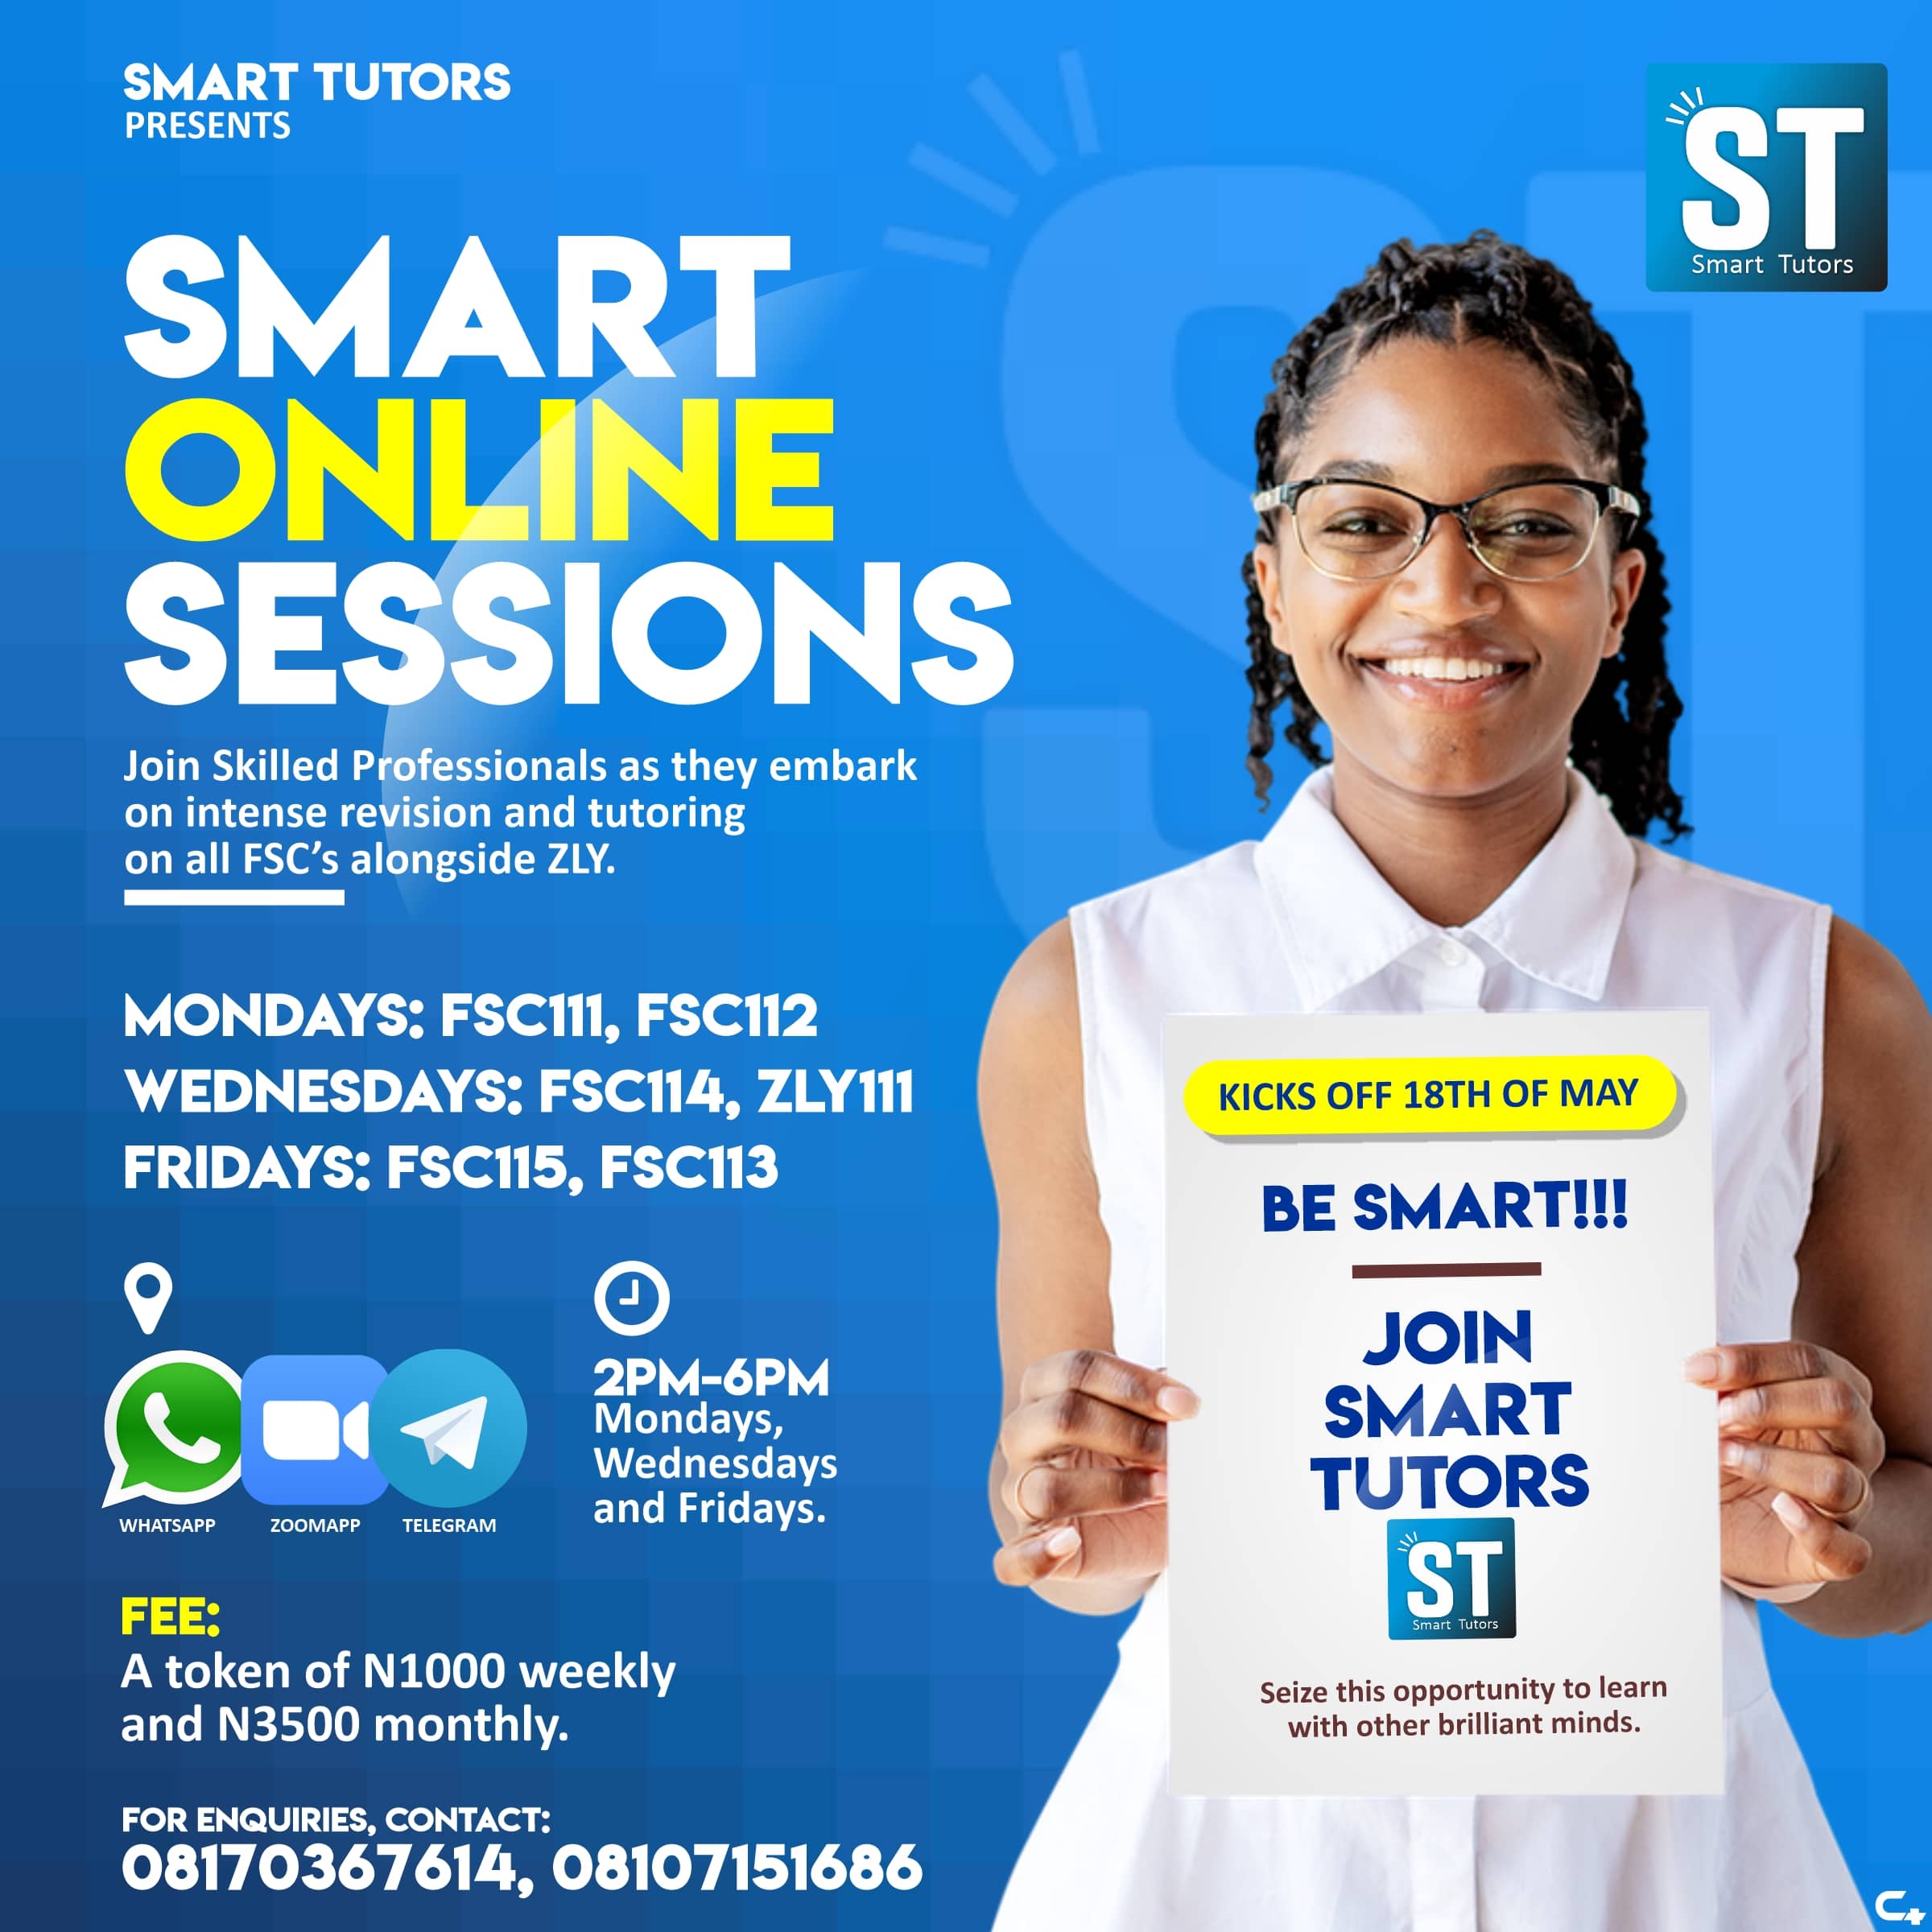 SMART TUTORS
PRESENTS
ST
Smart Tutors
SMART
ONLINE
SESSIONS
Join Skilled Professionals as they embark
on intense revision and tutoring
on all FSC's alongside ZLY.
MONDAYS: FSC111, FSC112
WEDNESDAYS: FSC114, ZLY111
FRIDAYS: FSC115, FSC113
WHATSAPP
ZOOMAPP
TELEGRAM
2PM-6PM
Mondays,
Wednesdays
and Fridays.
FEE:
A token of N1000 weekly
and N3500 monthly.
FOR ENQUIRIES, CONTACT:
08170367614, 08107151686
KICKS OFF 18TH OF MAY
BE SMART!!!
JOIN
SMART
TUTORS
ST
Smart Tutors
Seize this opportunity to learn
with other brilliant minds.